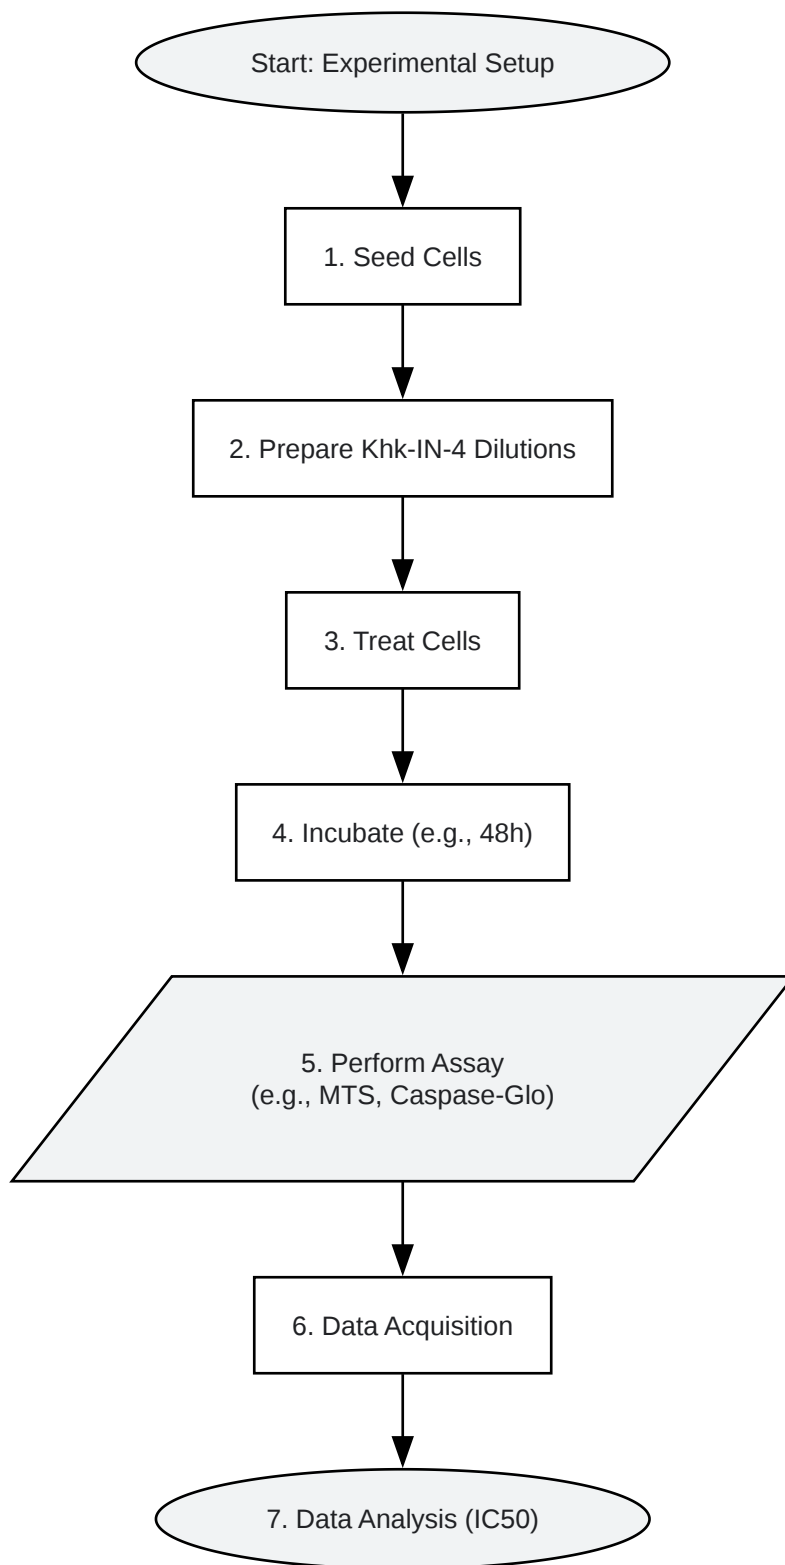 Start: Experimental Setup
1. Seed Cells
2. Prepare Khk-IN-4 Dilutions
3. Treat Cells
4. Incubate (e.g., 48h)
5. Perform Assay
(e.g., MTS, Caspase-Glo)
6. Data Acquisition
7. Data Analysis (IC50)